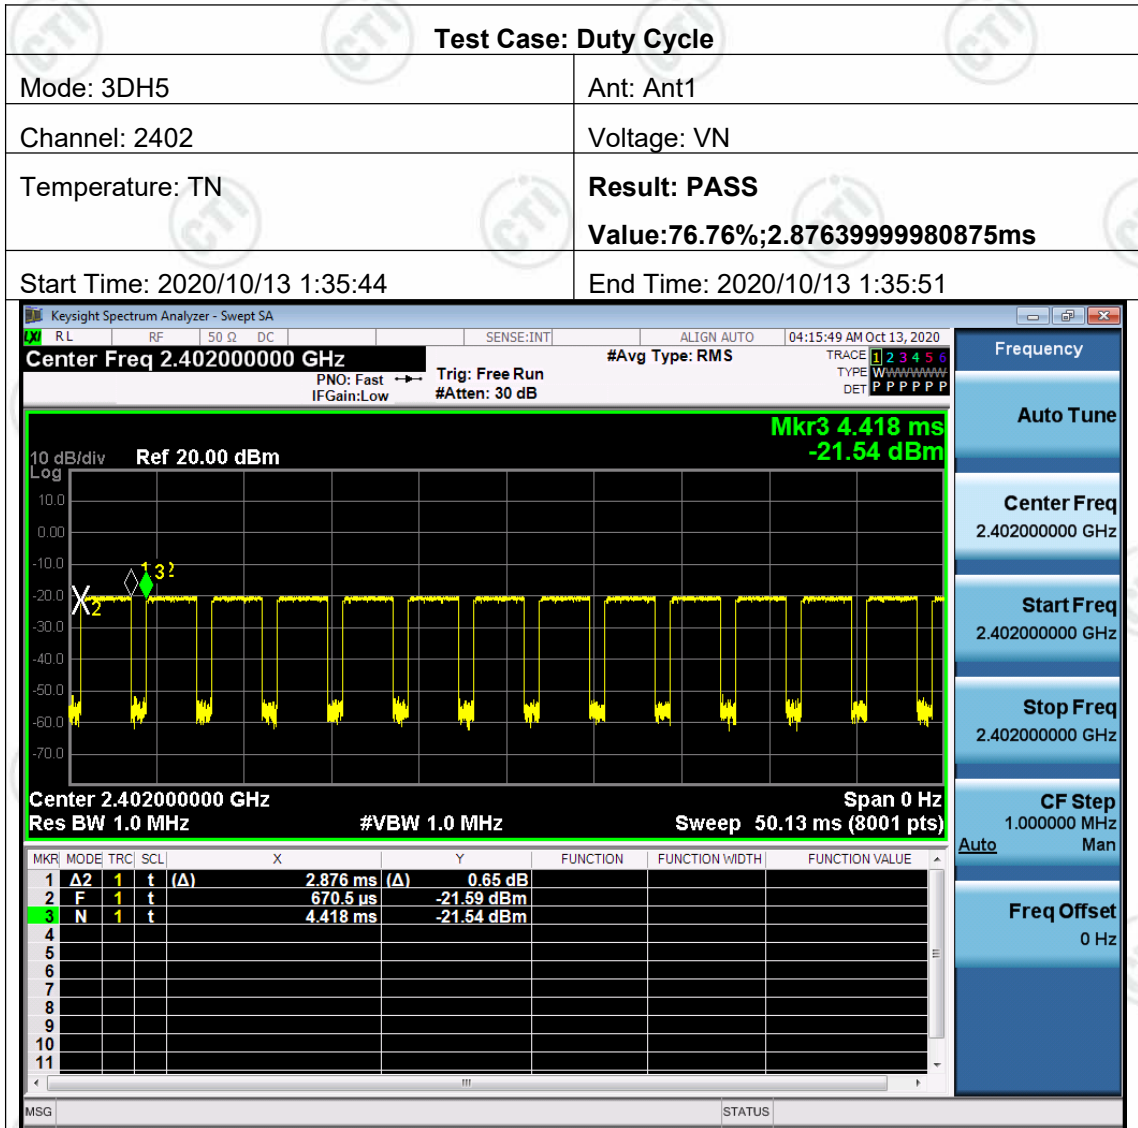 Test Case: Duty Cycle
Mode: 3DH5
Ant: Ant1
Channel: 2402
Voltage: VN
Temperature: TN
Result: PASS
Value:76.76%;2.87639999980875ms
Start Time: 2020/10/13 1:35:44
End Time: 2020/10/13 1:35:51
Keysight Spectrum Analyzer - Swept SA
LXI RL RF 50 Ω DC SENSE:INT ALIGN AUTO 04:15:49 AM Oct 13, 2020
Center Freq 2.402000000 GHz
PNO: Fast
IFGain:Low
Trig: Free Run
#Atten: 30 dB
#Avg Type: RMS
TRACE 1 2 3 4 5 6
TYPE WWWWWW
DET P P P P P P
Mkr3 4.418 ms
-21.54 dBm
10 dB/div Ref 20.00 dBm
Log
10.0
0.00
-10.0
-20.0
-30.0
-40.0
-50.0
-60.0
-70.0
2
3
Center 2.402000000 GHz Span 0 Hz
Res BW 1.0 MHz #VBW 1.0 MHz Sweep 50.13 ms (8001 pts)
MKR MODE TRC SCL X Y FUNCTION FUNCTION WIDTH FUNCTION VALUE
1 Δ2 1 t (Δ) 2.876 ms (Δ) 0.65 dB
2 F 1 t 670.5 µs -21.59 dBm
3 N 1 t 4.418 ms -21.54 dBm
4
5
6
7
8
9
10
11
MSG STATUS
Frequency
Auto Tune
Center Freq
2.402000000 GHz
Start Freq
2.402000000 GHz
Stop Freq
2.402000000 GHz
CF Step
1.000000 MHz
Auto Man
Freq Offset
0 Hz
CTI